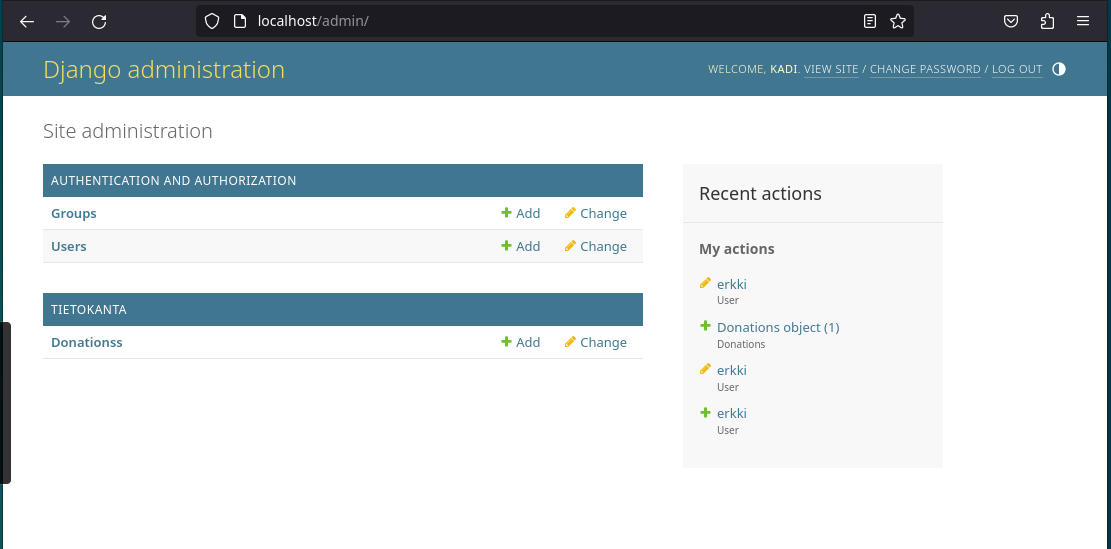 localhost/admin/
Django administration
WELCOME, KADI. VIEW SITE / CHANGE PASSWORD / LOG OUT
Site administration
AUTHENTICATION AND AUTHORIZATION
Groups Add Change
Users Add Change
TIETOKANTA
Donationss Add Change
Recent actions
My actions
erkki
User
Donations object (1)
Donations
erkki
User
erkki
User